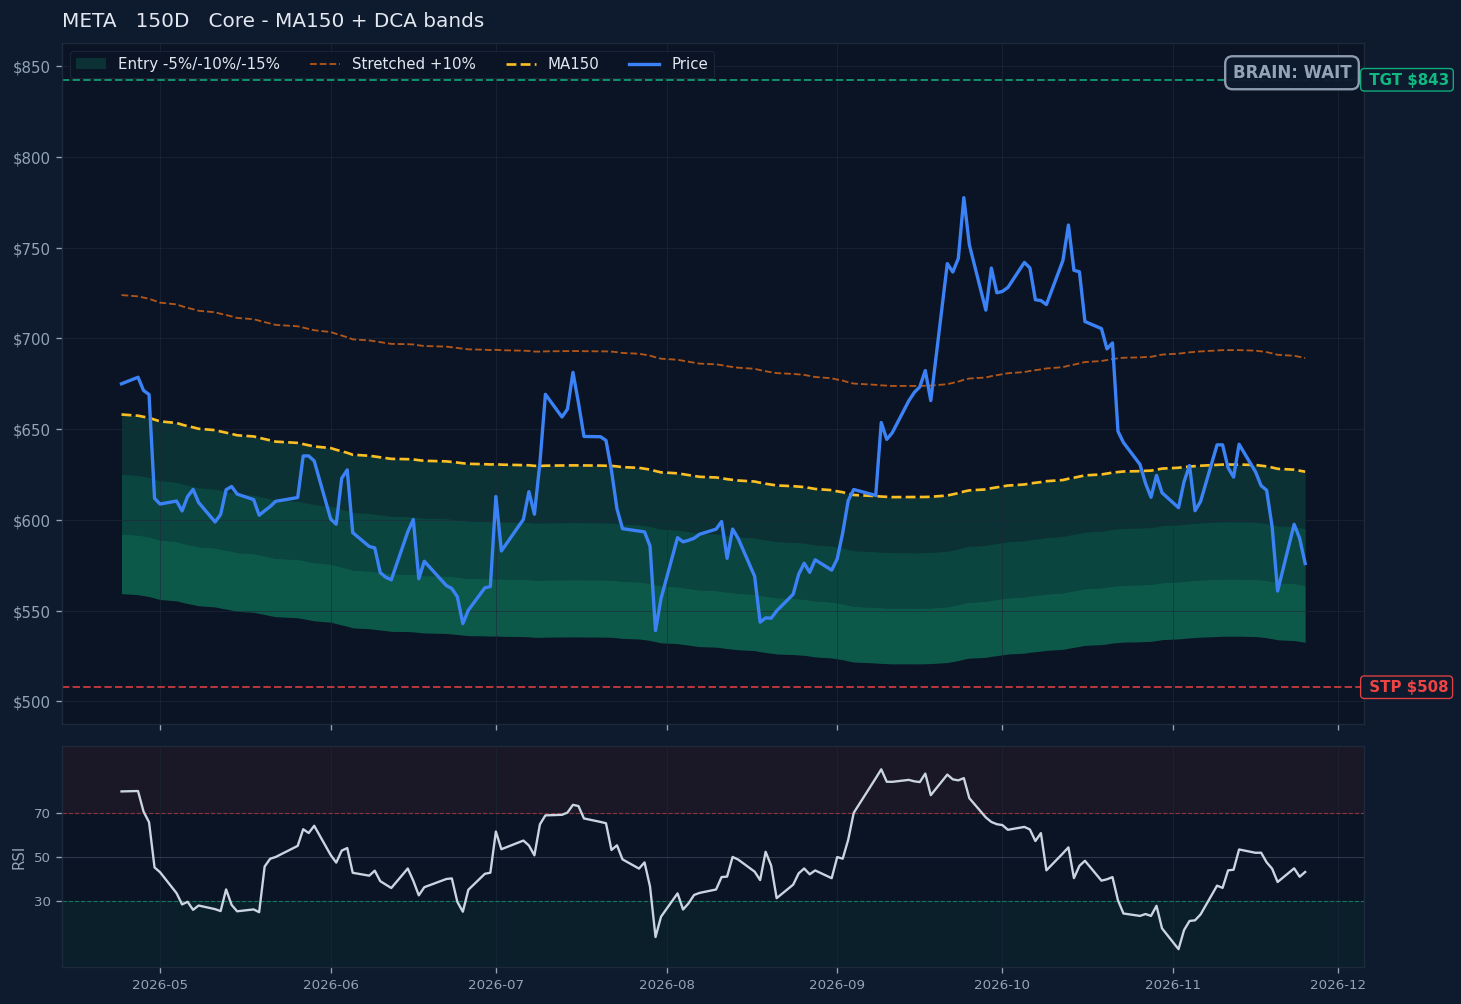 META   150D   Core - MA150 + DCA bands
Entry -5%/-10%/-15%   Stretched +10%   MA150   Price
BRAIN: WAIT
TGT $843
$850
$800
$750
$700
$650
$600
$550
$500
STP $508
RSI
70
50
30
2026-05   2026-06   2026-07   2026-08   2026-09   2026-10   2026-11   2026-12